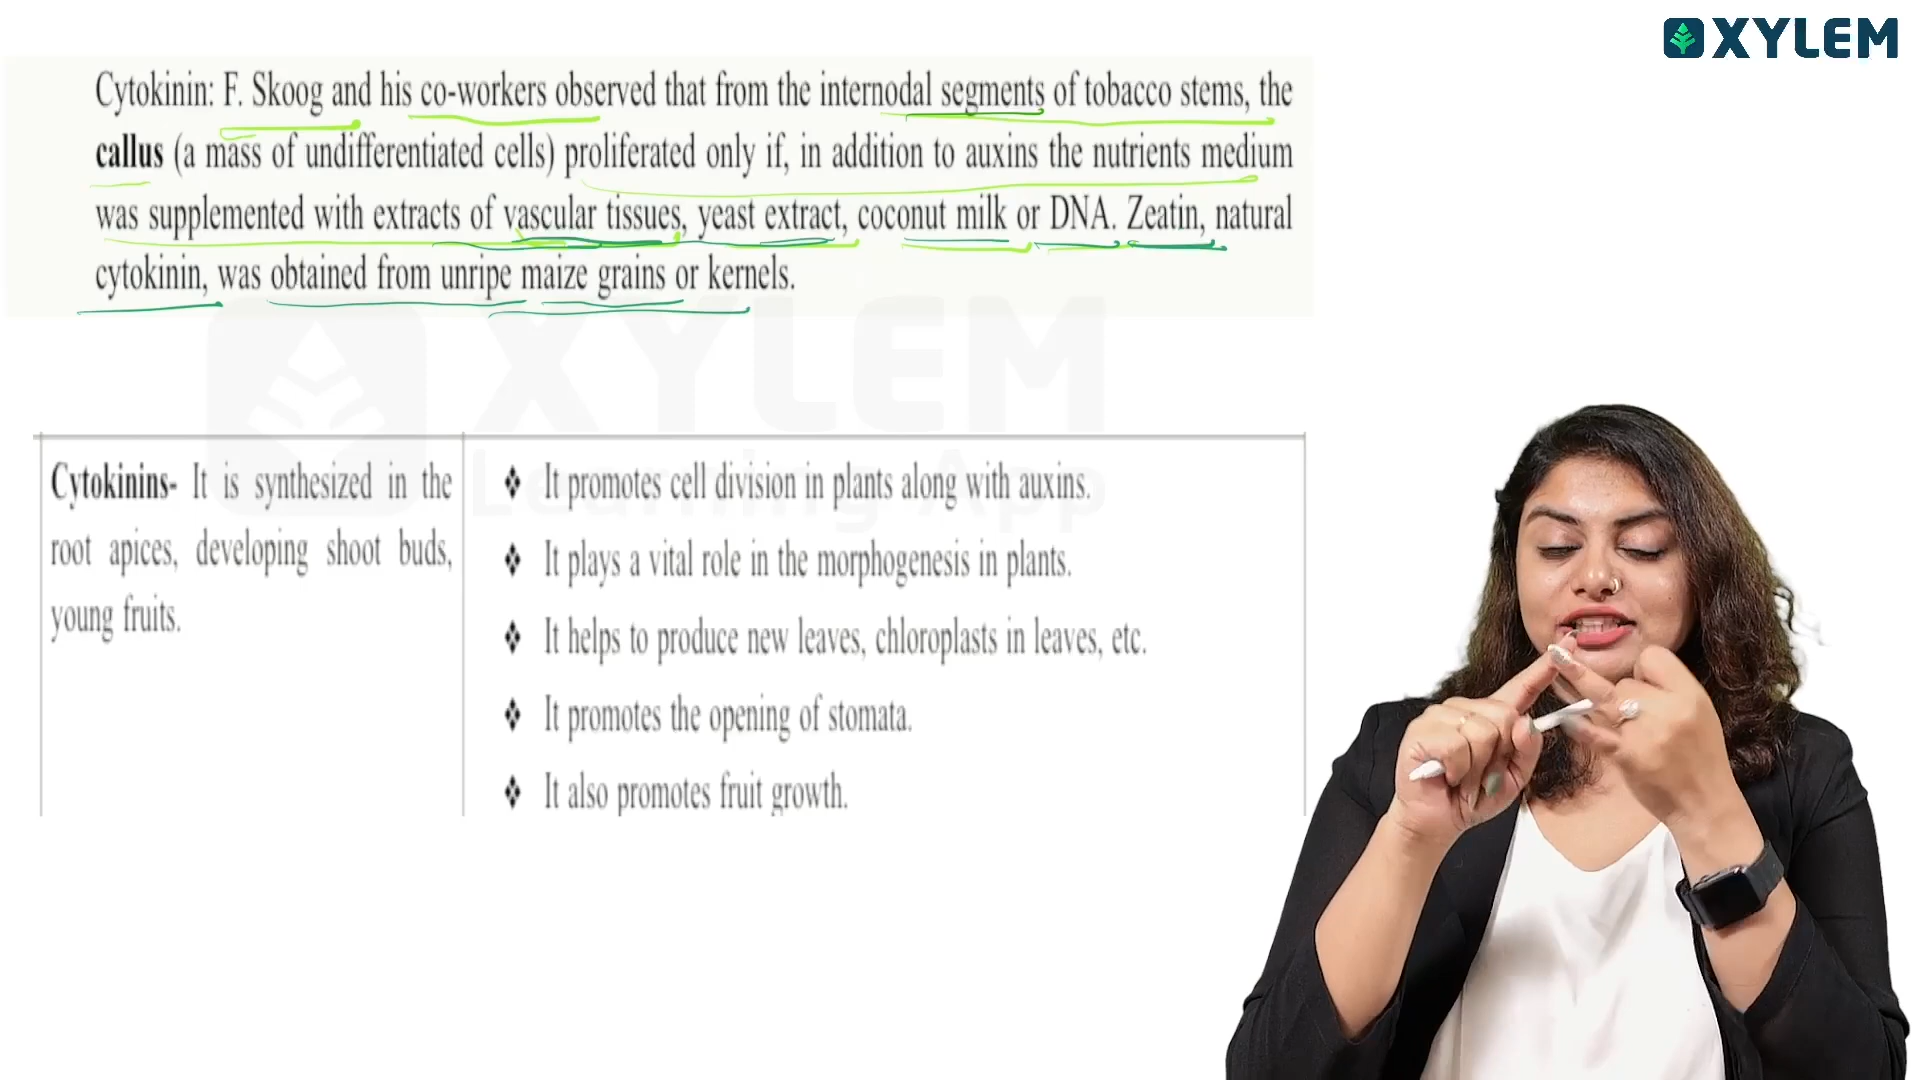 XYLEM
Cytokinin: F. Skoog and his co-workers observed that from the internodal segments of tobacco stems, the
callus (a mass of undifferentiated cells) proliferated only if, in addition to auxins the nutrients medium
was supplemented with extracts of vascular tissues, yeast extract, coconut milk or DNA. Zeatin, natural
cytokinin, was obtained from unripe maize grains or kernels.
XYLEM
Learning App
Cytokinins- It is synthesized in the
root apices, developing shoot buds,
young fruits.
❖ It promotes cell division in plants along with auxins.
❖ It plays a vital role in the morphogenesis in plants.
❖ It helps to produce new leaves, chloroplasts in leaves, etc.
❖ It promotes the opening of stomata.
❖ It also promotes fruit growth.